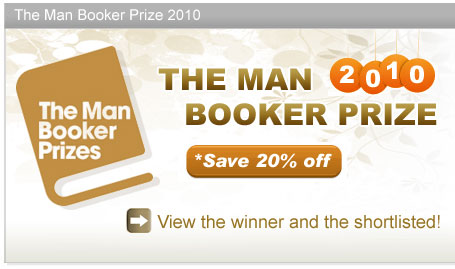 The Man Booker Prize 2010
The Man
Booker
Prizes
THE MAN 2010
BOOKER PRIZE
*Save 20% off
View the winner and the shortlisted!